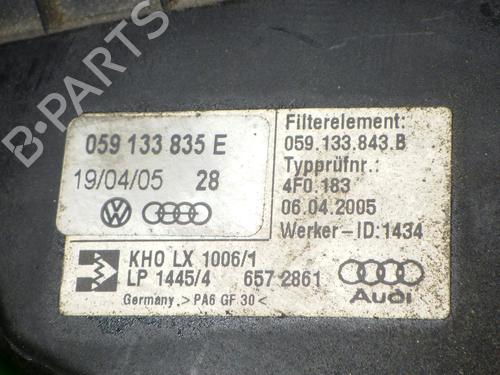 B-PARTS
059 133 835 E
19/04/05 28
Filterelement:
059.133.843.B
Typprüfnr.:
4F0.183
06.04.2005
Werker-ID:1434
KHO LX 1006/1
LP 1445/4 657 2861
Germany >PA6 GF 30<
Audi